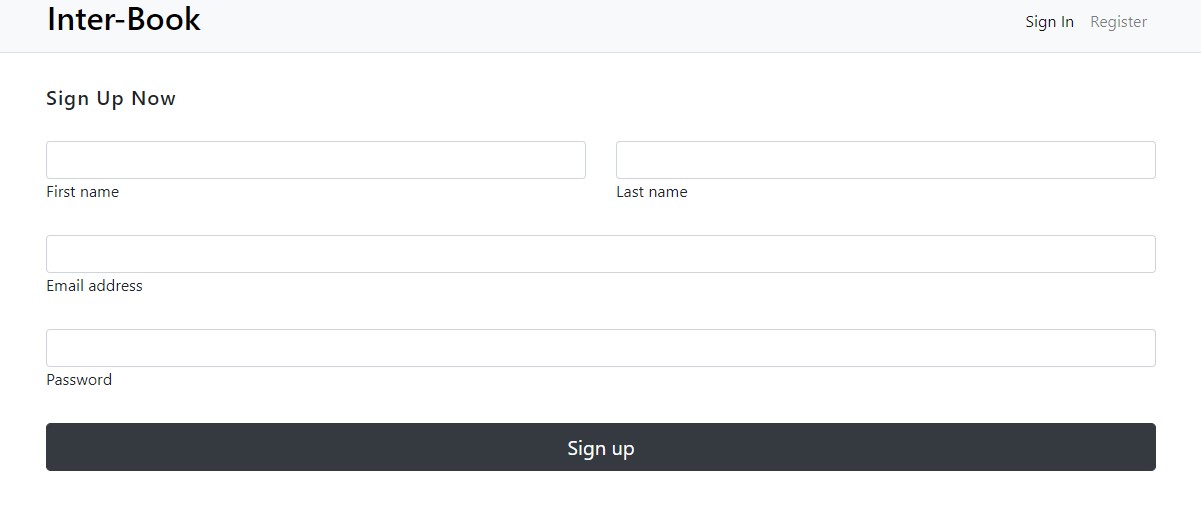 Inter-Book
Sign In Register
Sign Up Now
First name
Last name
Email address
Password
Sign up